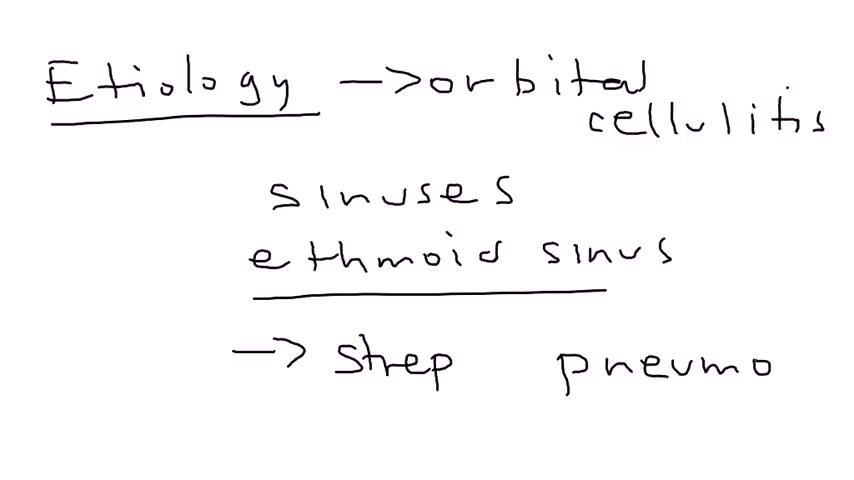 Etiology → orbital
cellulitis
sinuses
ethmoid sinus
→ strep pneumo